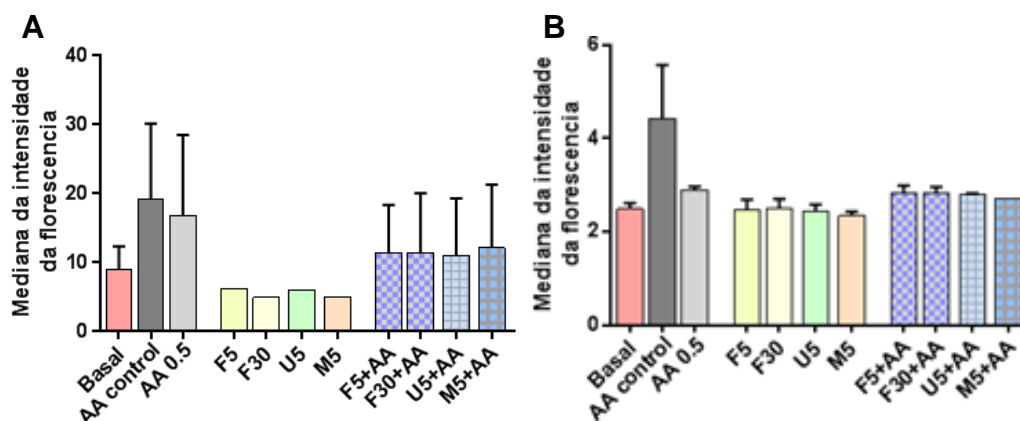 A
Mediana da intensidade
da florescencia
40
30
20
10
0
Basal
AA control
AA 0.5
F5
F30
U5
M5
F5+AA
F30+AA
U5+AA
M5+AA
B
Mediana da intensidade
da florescencia
6
4
2
0
Basal
AA control
AA 0.5
F5
F30
U5
M5
F5+AA
F30+AA
U5+AA
M5+AA